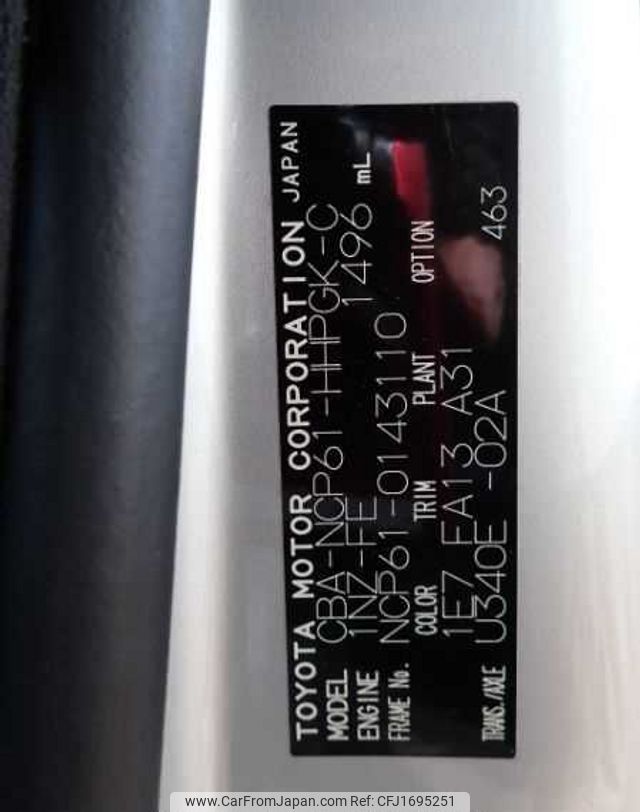 TOYOTA MOTOR CORPORATION JAPAN
MODEL CBA-NCP61-HHPGK-C
ENGINE 1NZ-FE 1496 mL
FRAME No. NCP61-0143110
COLOR TRIM PLANT OPTION
1E7 FA13 A31
TRANS./AXLE U340E -02A 463
www.CarFromJapan.com Ref: CFJ1695251